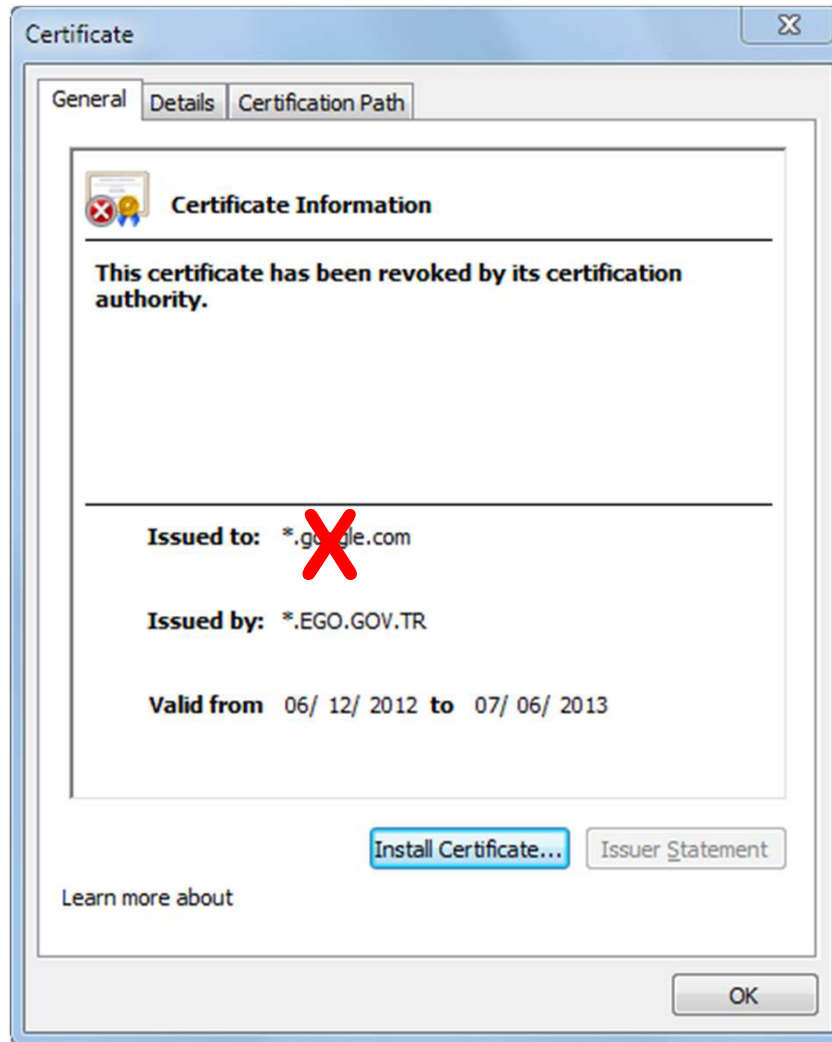 Certificate
General Details Certification Path
Certificate Information
This certificate has been revoked by its certification
authority.
Issued to: *.google.com
Issued by: *.EGO.GOV.TR
Valid from 06/ 12/ 2012 to 07/ 06/ 2013
Install Certificate... Issuer Statement
Learn more about
OK